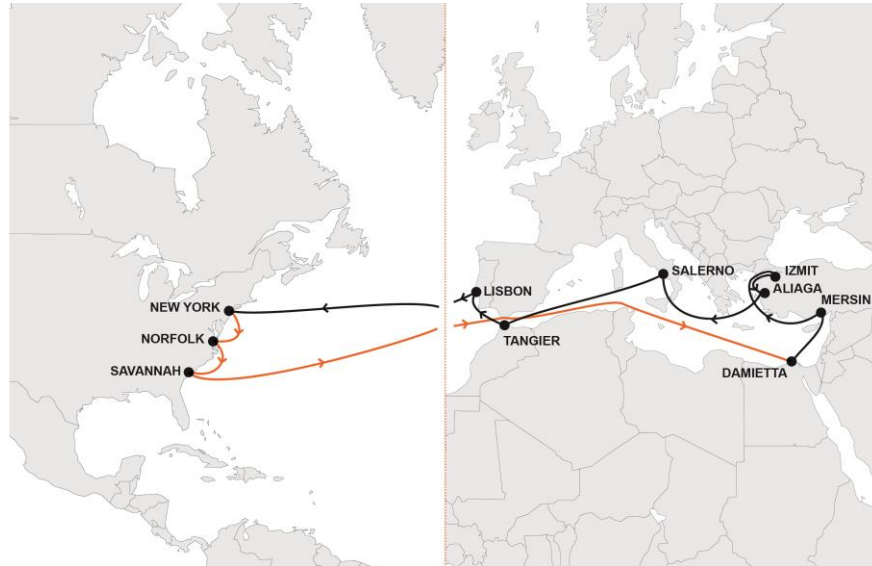 NEW YORK
NORFOLK
SAVANNAH
LISBON
TANGIER
SALERNO
IZMIT
ALIAGA
MERSIN
DAMIETTA